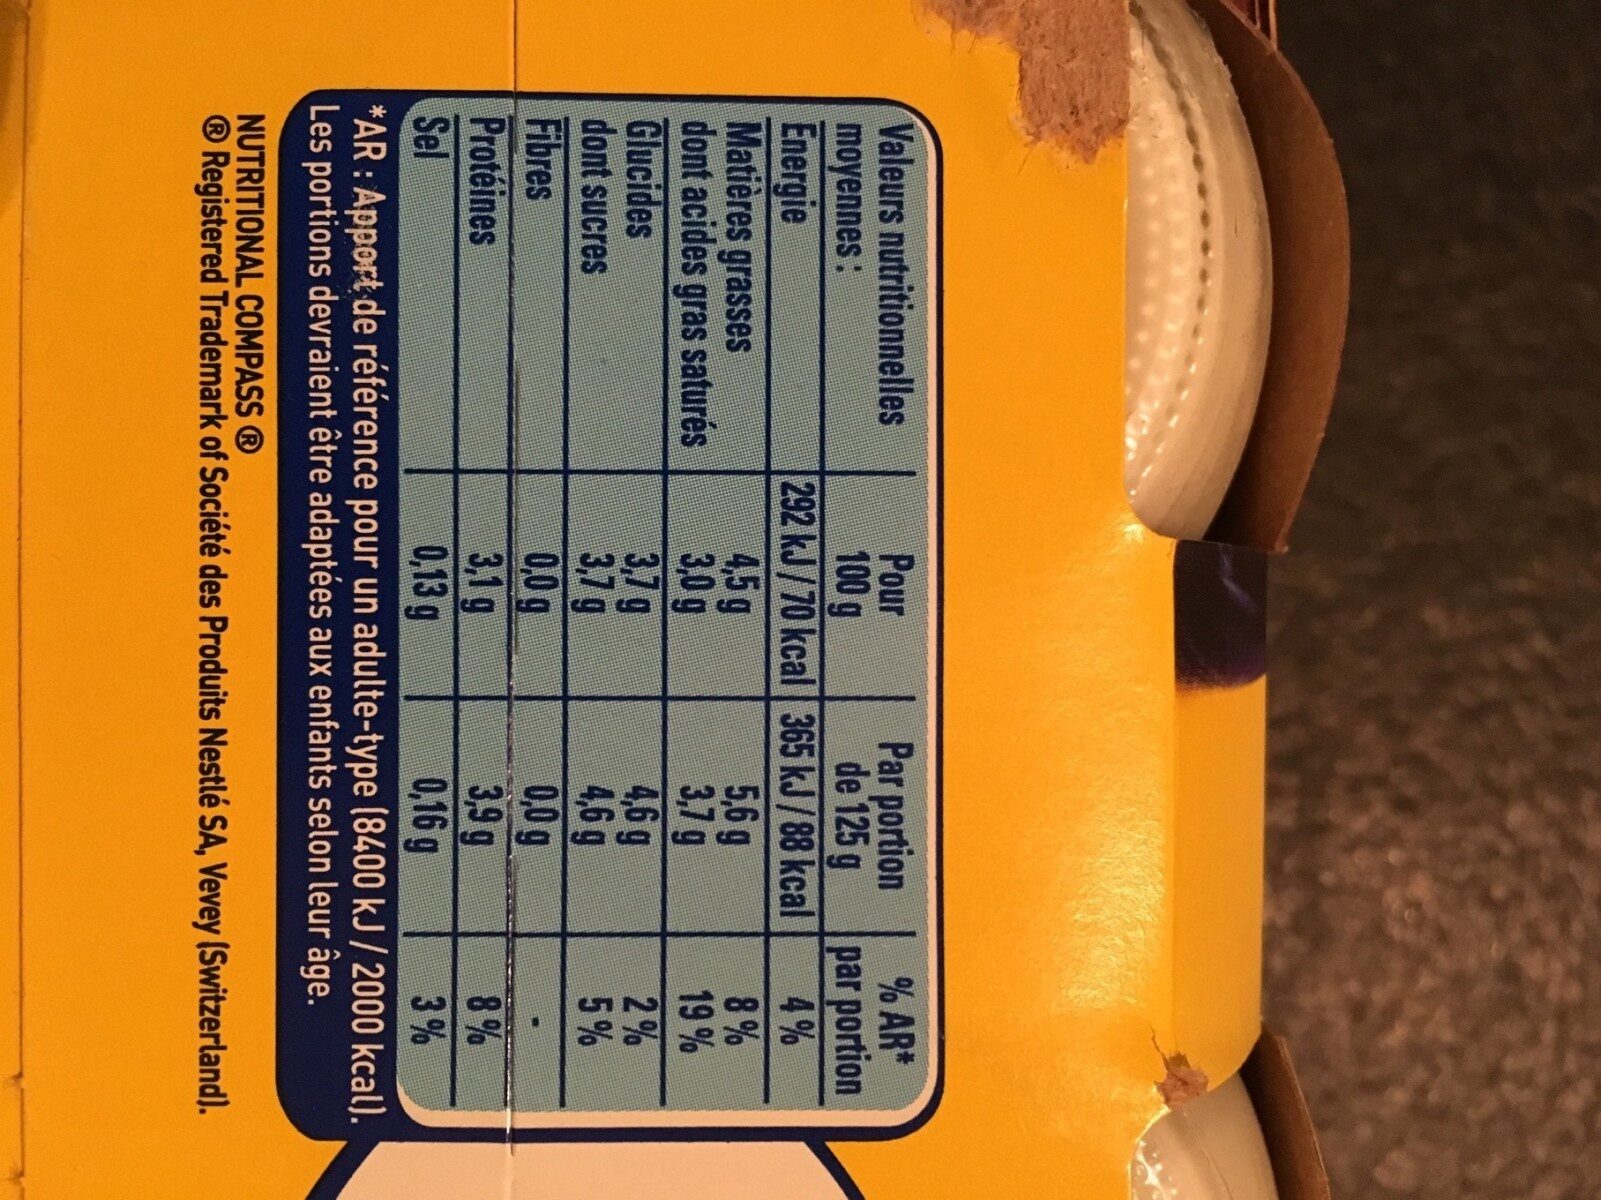 Valeurs nutritionnelles moyennes: Pour 100 g Par portion de 125 g % AR* par portion
Energie 292 kJ / 70 kcal 365 kJ / 88 kcal 4 %
Matières grasses 4,5 g 5,6 g 8 %
dont acides gras saturés 3,0 g 3,7 g 19 %
Glucides 3,7 g 4,6 g 2 %
dont sucres 3,7 g 4,6 g 5 %
Fibres 0,0 g 0,0 g -
Protéines 3,1 g 3,9 g 8 %
Sel 0,13 g 0,16 g 3 %
*AR : Apport de référence pour un adulte-type (8400 kJ / 2000 kcal).
Les portions devraient être adaptées aux enfants selon leur âge.
NUTRITIONAL COMPASS ®
® Registered Trademark of Société des Produits Nestlé SA, Vevey (Switzerland).